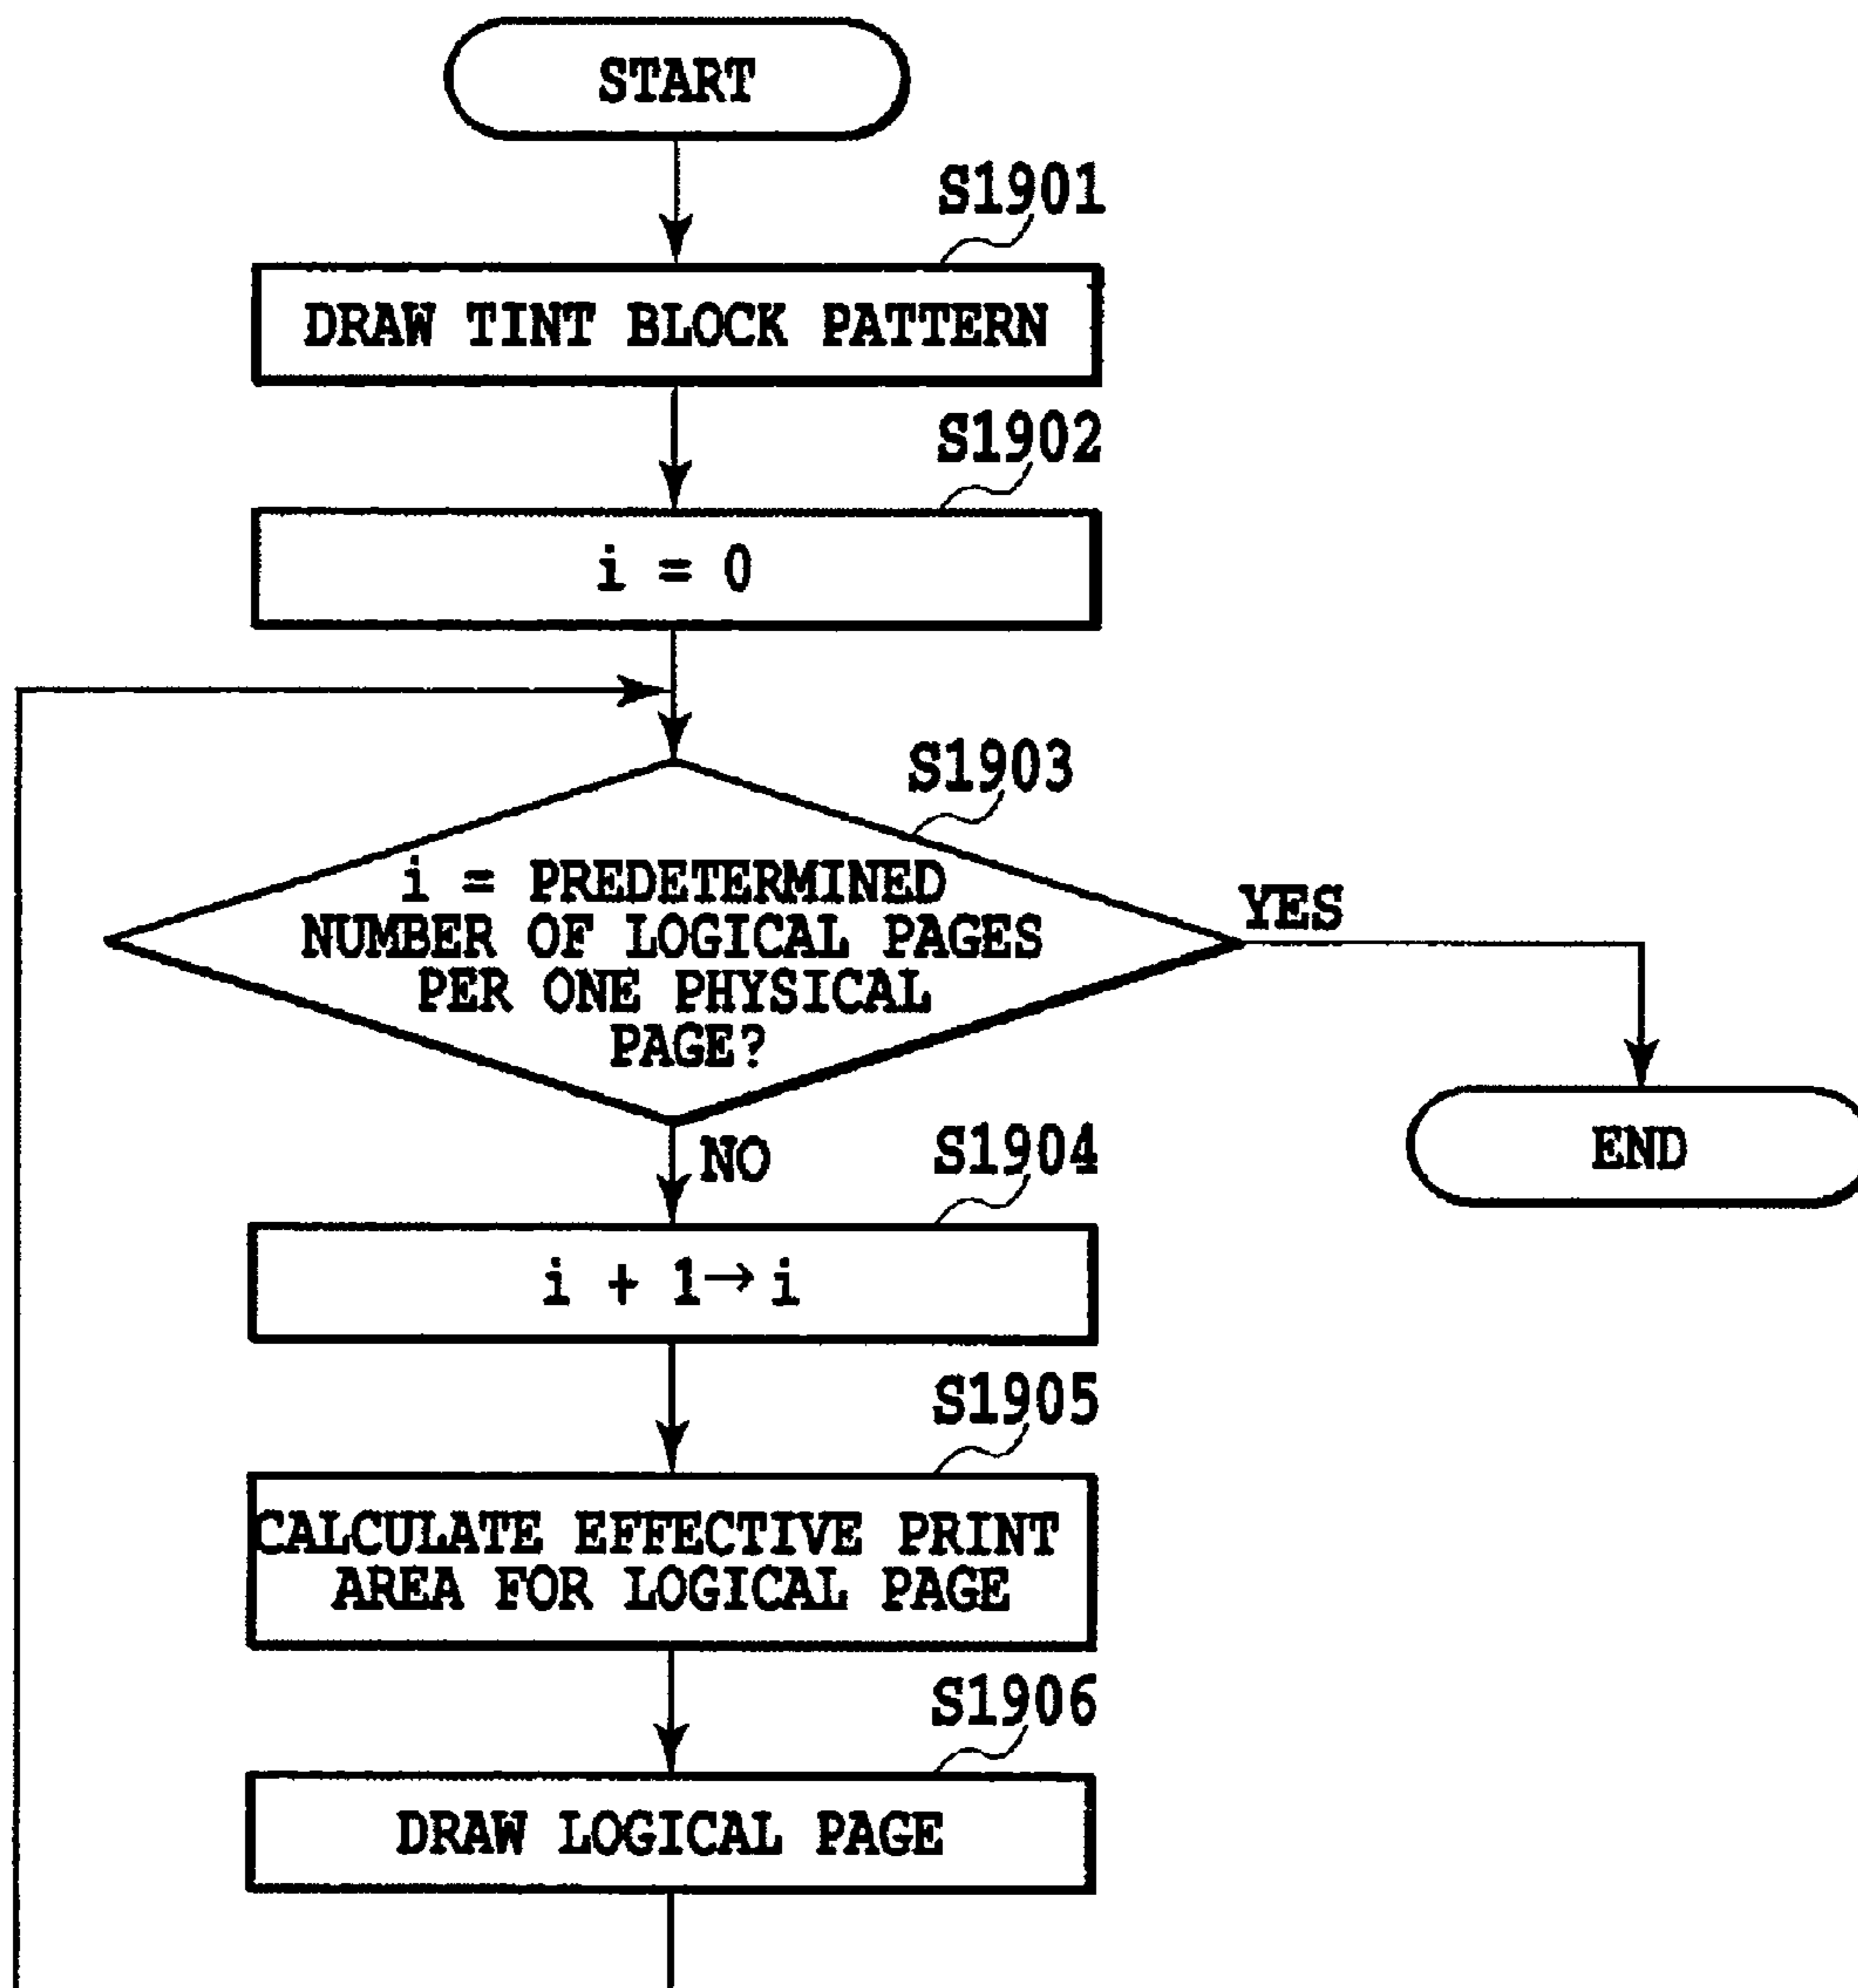 START
S1901
DRAW TINT BLOCK PATTERN
S1902
i = 0
S1903
i = PREDETERMINED
NUMBER OF LOGICAL PAGES
PER ONE PHYSICAL
PAGE?
YES
END
NO
S1904
i + 1→i
S1905
CALCULATE EFFECTIVE PRINT
AREA FOR LOGICAL PAGE
S1906
DRAW LOGICAL PAGE